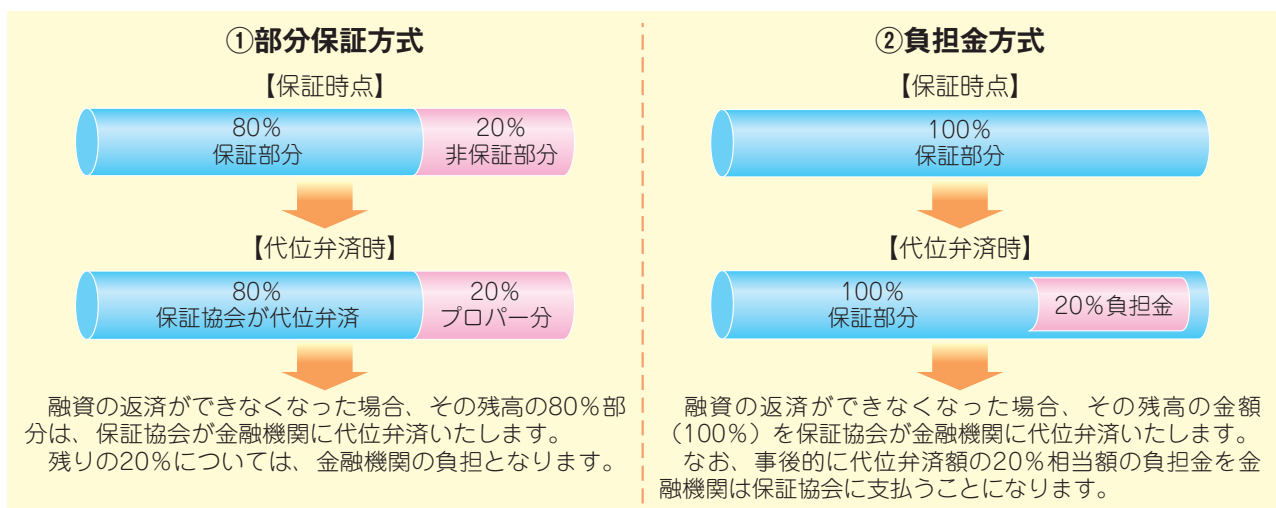 ①部分保証方式
【保証時点】
80%
保証部分
20%
非保証部分
【代位弁済時】
80%
保証協会が代位弁済
20%
プロパー分
融資の返済ができなくなった場合、その残高の80%部
分は、保証協会が金融機関に代位弁済いたします。
残りの20%については、金融機関の負担となります。
②負担金方式
【保証時点】
100%
保証部分
【代位弁済時】
100%
保証部分
20%負担金
融資の返済ができなくなった場合、その残高の金額
(100%)を保証協会が金融機関に代位弁済いたします。
なお、事後的に代位弁済額の20%相当額の負担金を金
融機関は保証協会に支払うことになります。